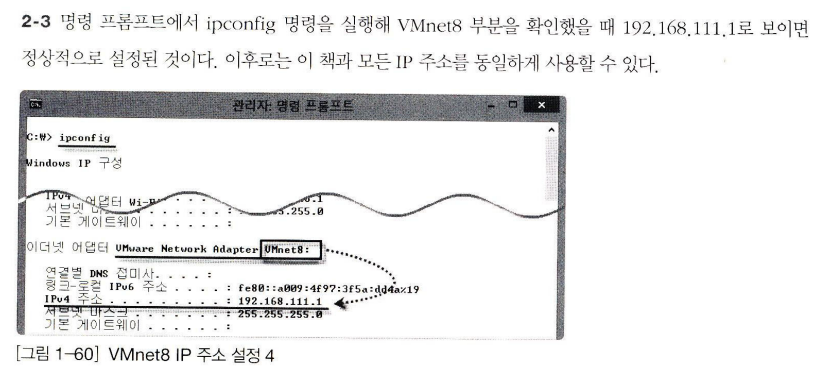 2-3 명령 프롬프트에서 ipconfig 명령을 실행해 VMnet8 부분을 확인했을 때 192.168.111.1로 보이면
정상적으로 설정된 것이다. 이후로는 이 책과 모든 IP 주소를 동일하게 사용할 수 있다.
관리자: 명령 프롬프트
C:₩> ipconfig
Windows IP 구성
IPv4 어댑터 Wi-
서브넷 . . . . . 255.0
기본 게이트웨이 . . . . . . :
이더넷 어댑터 VMware Network Adapter VMnet8:
연결별 DNS 접미사. . . . :
링크-로컬 IPv6 주소 . . . . : fe80::a009:4f97:3f5a:dd4a%19
IPv4 주소 . . . . . . . . . : 192.168.111.1
서브넷 마스크 . . . . . . . : 255.255.255.0
기본 게이트웨이 . . . . . . :
[그림 1-60] VMnet8 IP 주소 설정 4